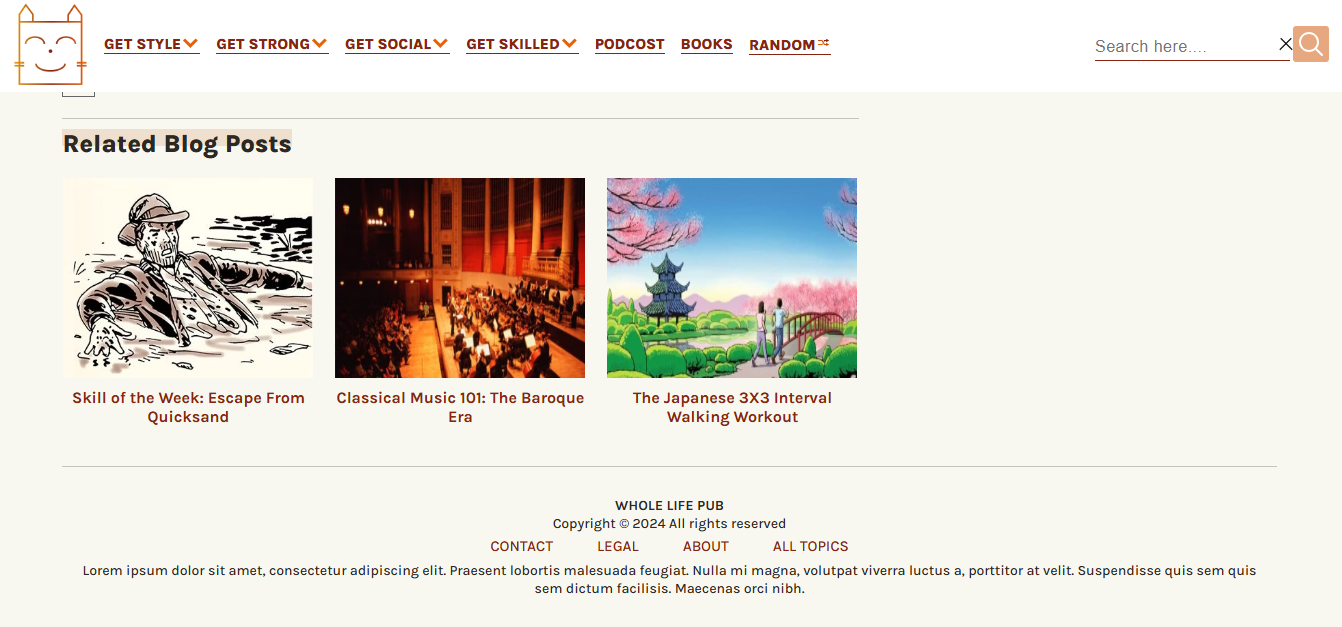 GET STYLE GET STRONG GET SOCIAL GET SKILLED PODCOST BOOKS RANDOM Search here....
Related Blog Posts
Skill of the Week: Escape From
Quicksand
Classical Music 101: The Baroque
Era
The Japanese 3X3 Interval
Walking Workout
WHOLE LIFE PUB
Copyright © 2024 All rights reserved
CONTACT LEGAL ABOUT ALL TOPICS
Lorem ipsum dolor sit amet, consectetur adipiscing elit. Praesent lobortis malesuada feugiat. Nulla mi magna, volutpat viverra luctus a, porttitor at velit. Suspendisse quis sem quis
sem dictum facilisis. Maecenas orci nibh.